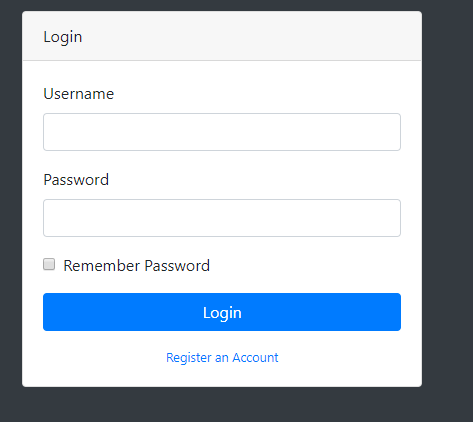 Login
Username
Password
Remember Password
Login
Register an Account